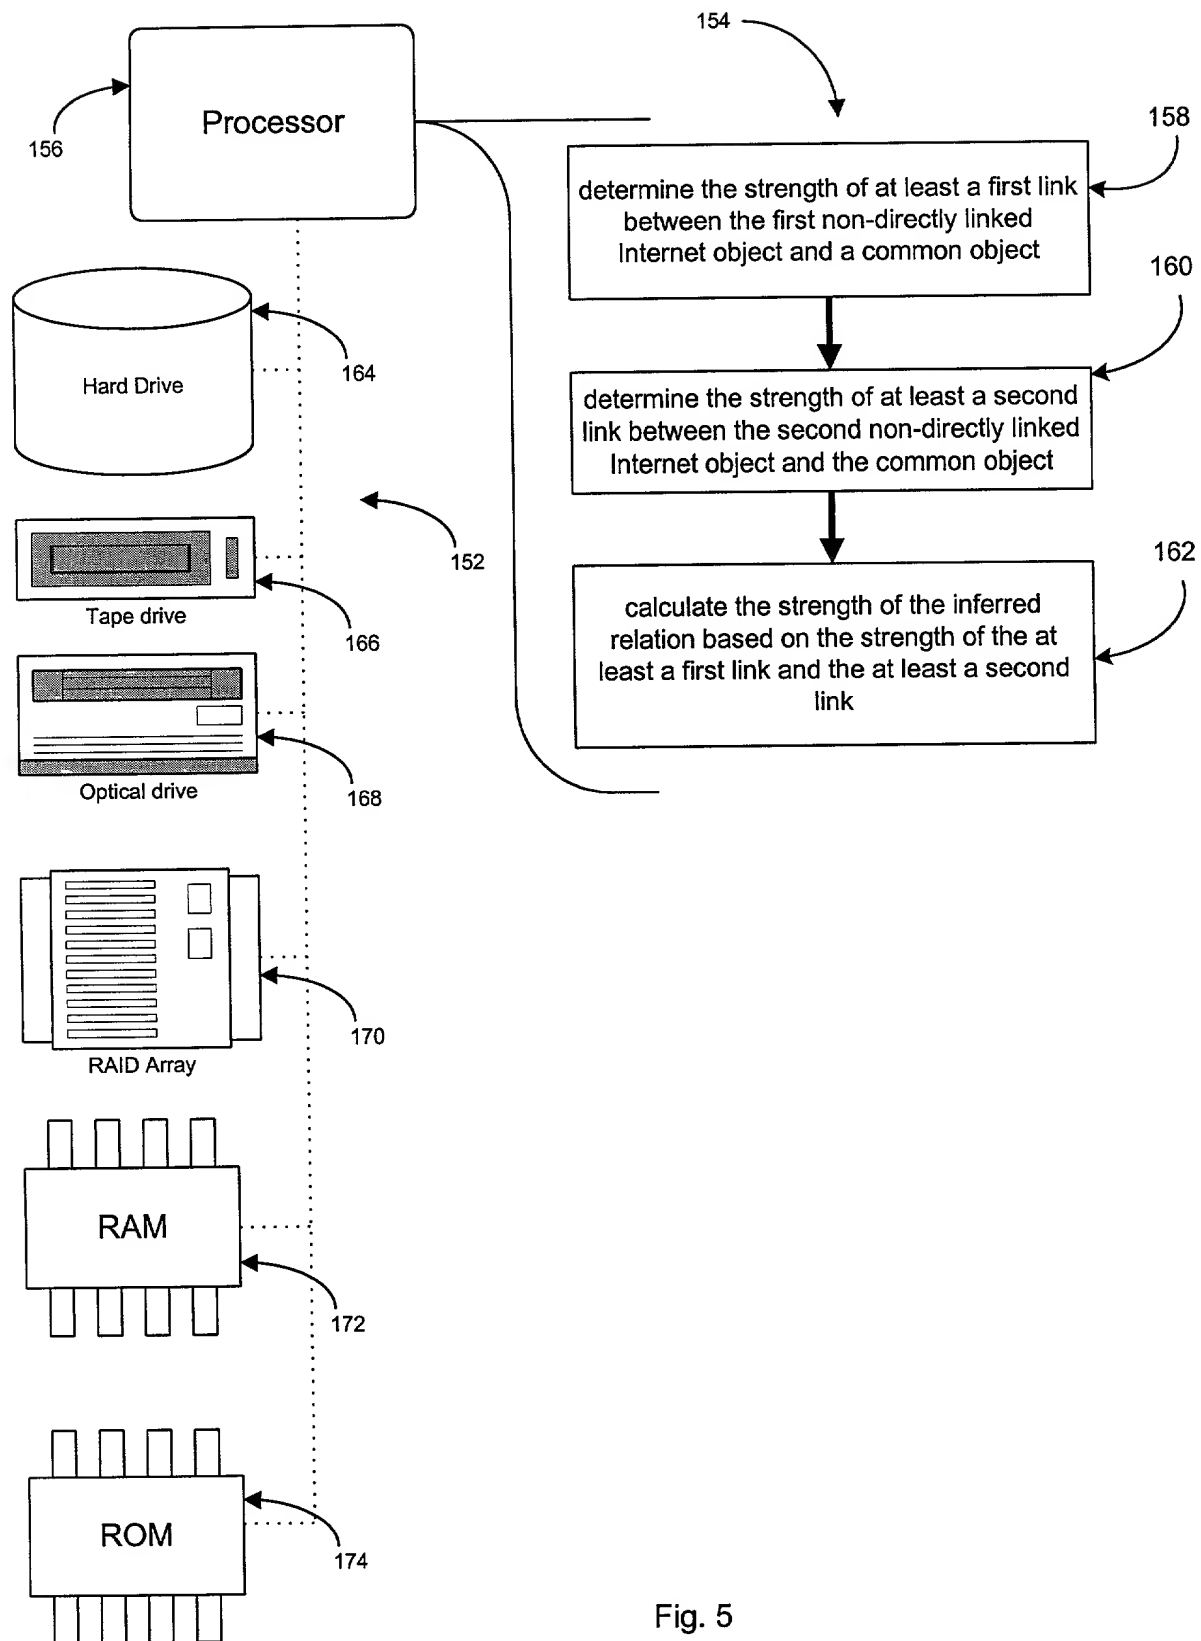 154
Processor
156
158
determine the strength of at least a first link
between the first non-directly linked
Internet object and a common object
160
164
Hard Drive
determine the strength of at least a second
link between the second non-directly linked
Internet object and the common object
152
162
Tape drive
166
calculate the strength of the inferred
relation based on the strength of the at
least a first link and the at least a second
link
Optical drive
168
170
RAID Array
RAM
172
ROM
174
Fig. 5